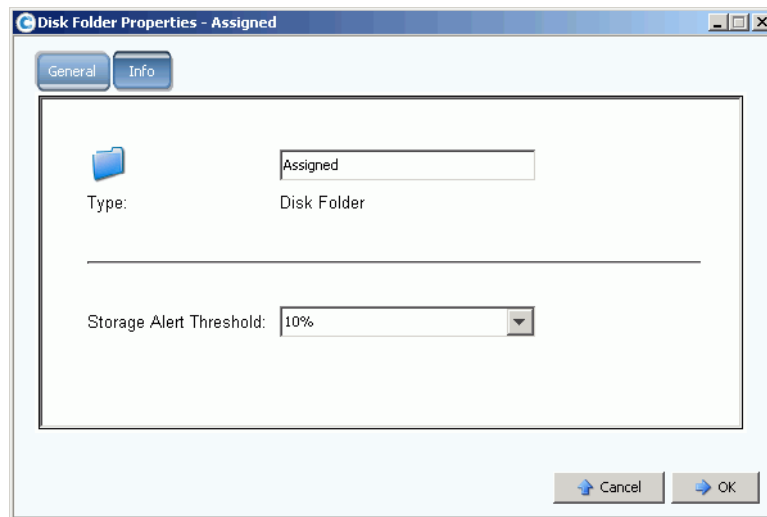 Disk Folder Properties - Assigned
General Info
Assigned
Type: Disk Folder
Storage Alert Threshold: 10%
Cancel OK